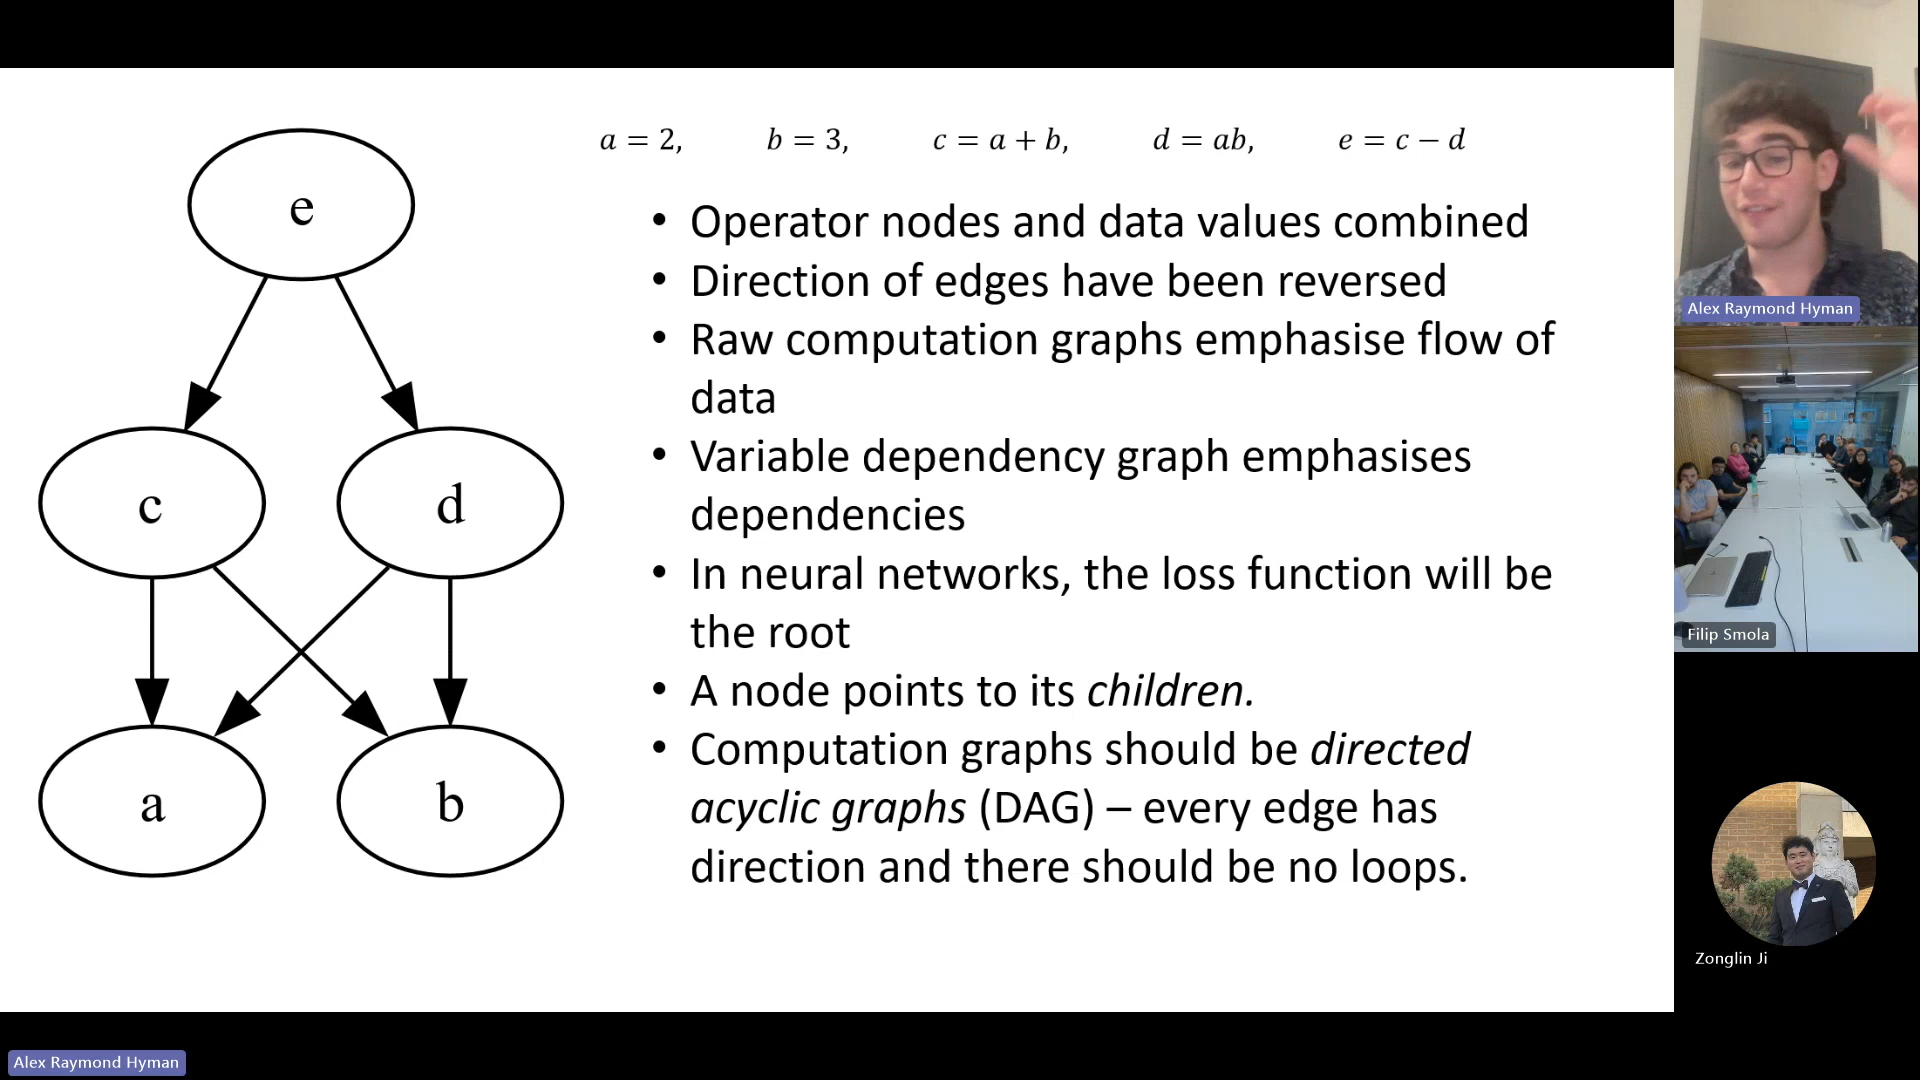 a = 2, b = 3, c = a + b, d = ab, e = c − d
e
c
d
a
b
• Operator nodes and data values combined
• Direction of edges have been reversed
• Raw computation graphs emphasise flow of
data
• Variable dependency graph emphasises
dependencies
• In neural networks, the loss function will be
the root
• A node points to its children.
• Computation graphs should be directed
acyclic graphs (DAG) – every edge has
direction and there should be no loops.
Alex Raymond Hyman
Filip Smola
Zonglin Ji
Alex Raymond Hyman